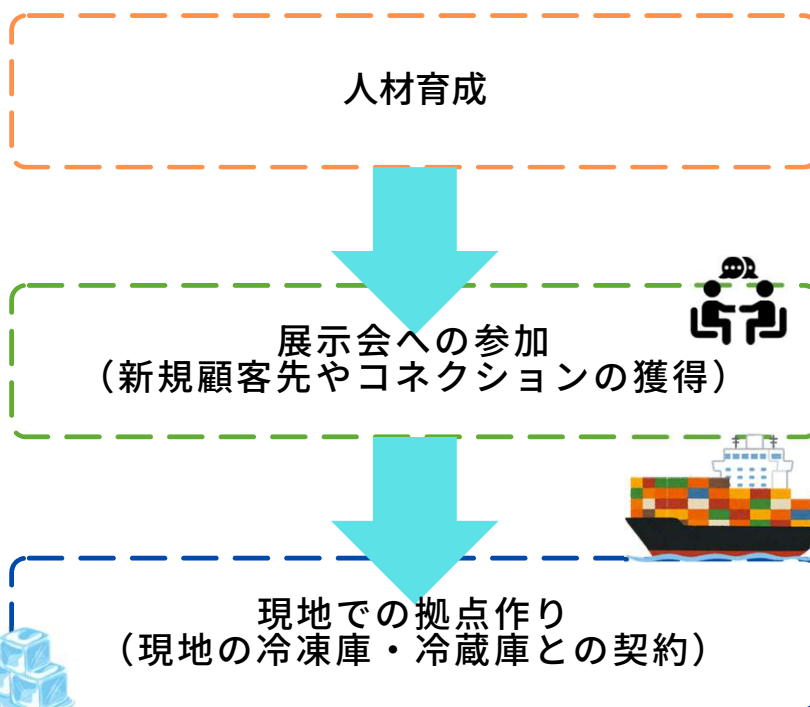 人材育成
展示会への参加
（新規顧客先やコネクションの獲得）
現地での拠点作り
（現地の冷凍庫・冷蔵庫との契約）